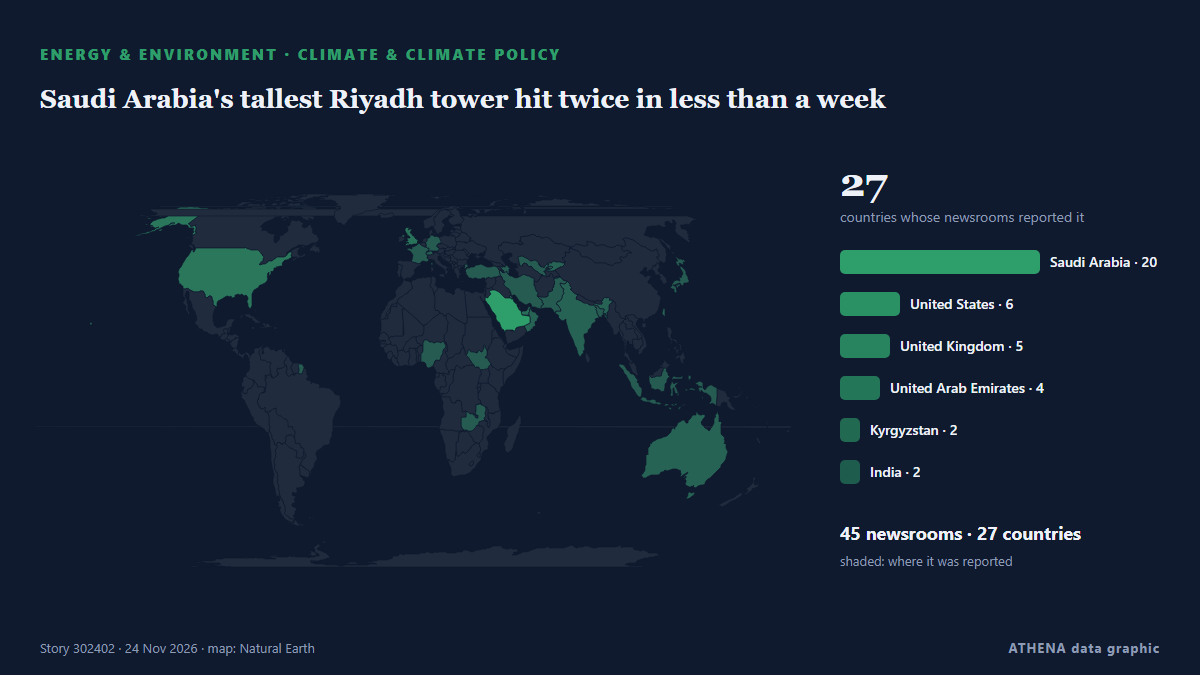 ENERGY & ENVIRONMENT · CLIMATE & CLIMATE POLICY
Saudi Arabia's tallest Riyadh tower hit twice in less than a week
27
countries whose newsrooms reported it
Saudi Arabia · 20
United States · 6
United Kingdom · 5
United Arab Emirates · 4
Kyrgyzstan · 2
India · 2
45 newsrooms · 27 countries
shaded: where it was reported
Story 302402 · 24 Nov 2026 · map: Natural Earth
ATHENA data graphic